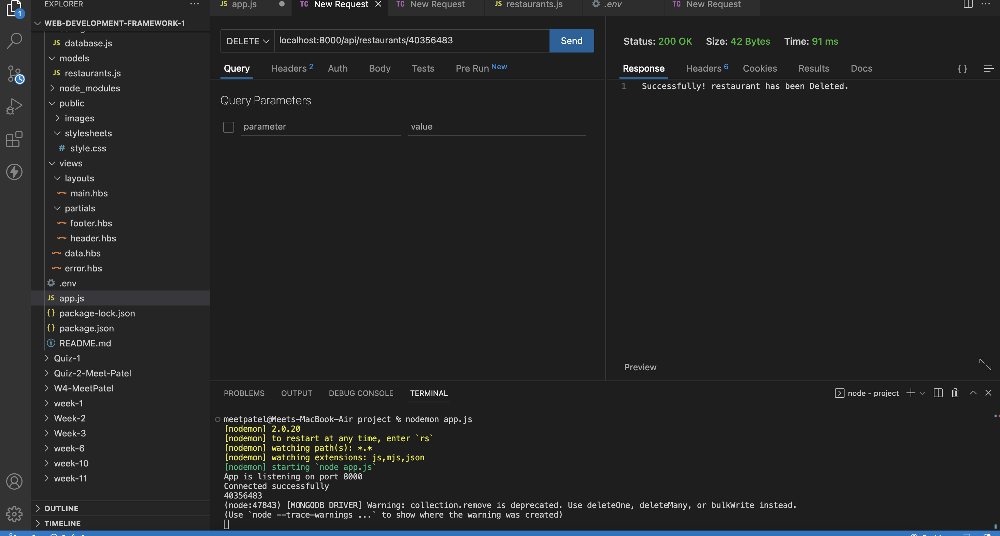 EXPLORER
1
WEB-DEVELOPMENT-FRAMEWORK-1
JS database.js
models
JS restaurants.js
node_modules
public
images
stylesheets
# style.css
views
layouts
main.hbs
partials
footer.hbs
header.hbs
data.hbs
error.hbs
.env
JS app.js
{} package-lock.json
{} package.json
README.md
Quiz-1
Quiz-2-Meet-Patel
W4-MeetPatel
week-1
Week-2
Week-3
week-6
week-10
week-11
OUTLINE
TIMELINE
JS app.js TC New Request TC New Request JS restaurants.js .env TC New Request
DELETE localhost:8000/api/restaurants/40356483 Send
Query Headers 2 Auth Body Tests Pre Run New
Query Parameters
parameter value
Status: 200 OK Size: 42 Bytes Time: 91 ms
Response Headers 6 Cookies Results Docs {}
1 Successfully! restaurant has been Deleted.
Preview
PROBLEMS OUTPUT DEBUG CONSOLE TERMINAL node - project
meetpatel@Meets-MacBook-Air project % nodemon app.js
[nodemon] 2.0.20
[nodemon] to restart at any time, enter `rs`
[nodemon] watching path(s): *.*
[nodemon] watching extensions: js,mjs,json
[nodemon] starting `node app.js`
App is listening on port 8000
Connected successfully
40356483
(node:47843) [MONGODB DRIVER] Warning: collection.remove is deprecated. Use deleteOne, deleteMany, or bulkWrite instead.
(Use `node --trace-warnings ...` to show where the warning was created)